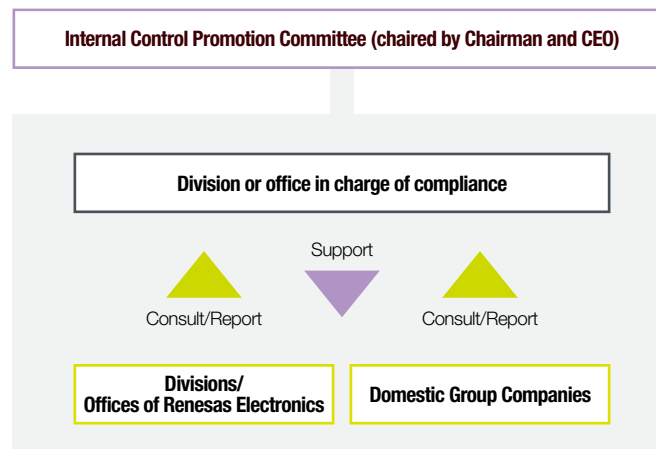 Internal Control Promotion Committee (chaired by Chairman and CEO)
Division or office in charge of compliance
Support
Consult/Report
Consult/Report
Divisions/
Offices of Renesas Electronics
Domestic Group Companies